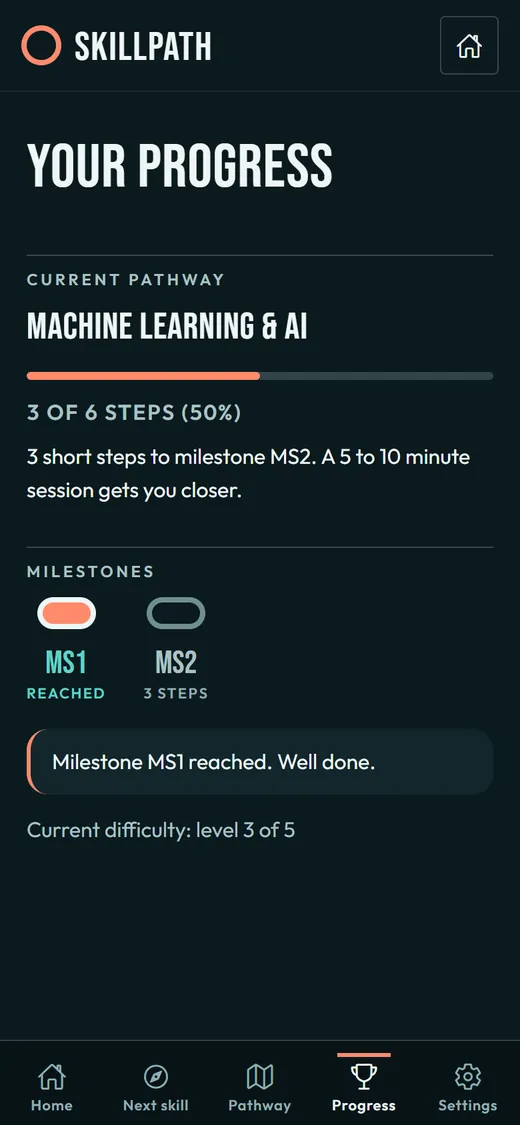 SKILLPATH
YOUR PROGRESS
CURRENT PATHWAY
MACHINE LEARNING & AI
3 OF 6 STEPS (50%)
3 short steps to milestone MS2. A 5 to 10 minute
session gets you closer.
MILESTONES
MS1 MS2
REACHED 3 STEPS
Milestone MS1 reached. Well done.
Current difficulty: level 3 of 5
Home Next skill Pathway Progress Settings